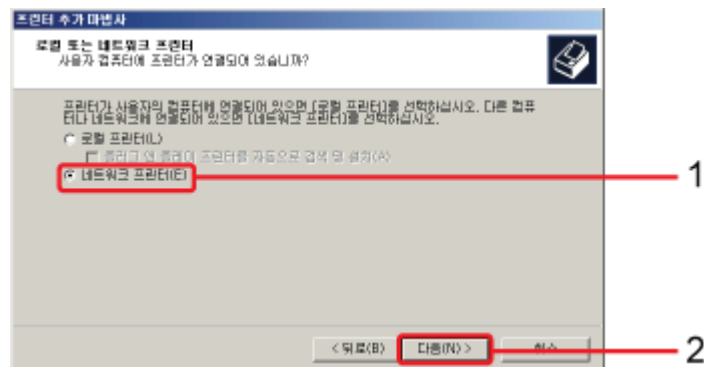 프린터 추가 마법사
로컬 또는 네트워크 프린터
사용자 컴퓨터에 프린터가 연결되어 있습니까?
프린터가 사용자의 컴퓨터에 연결되어 있으면 [로컬 프린터]를 선택하십시오. 다른 컴퓨
터나 네트워크에 연결되어 있으면 [네트워크 프린터]를 선택하십시오.
로컬 프린터(L)
플러그 앤 플레이 프린터를 자동으로 검색 및 설치(A)
네트워크 프린터(E)
1
< 뒤로(B) 다음(N) > 취소
2